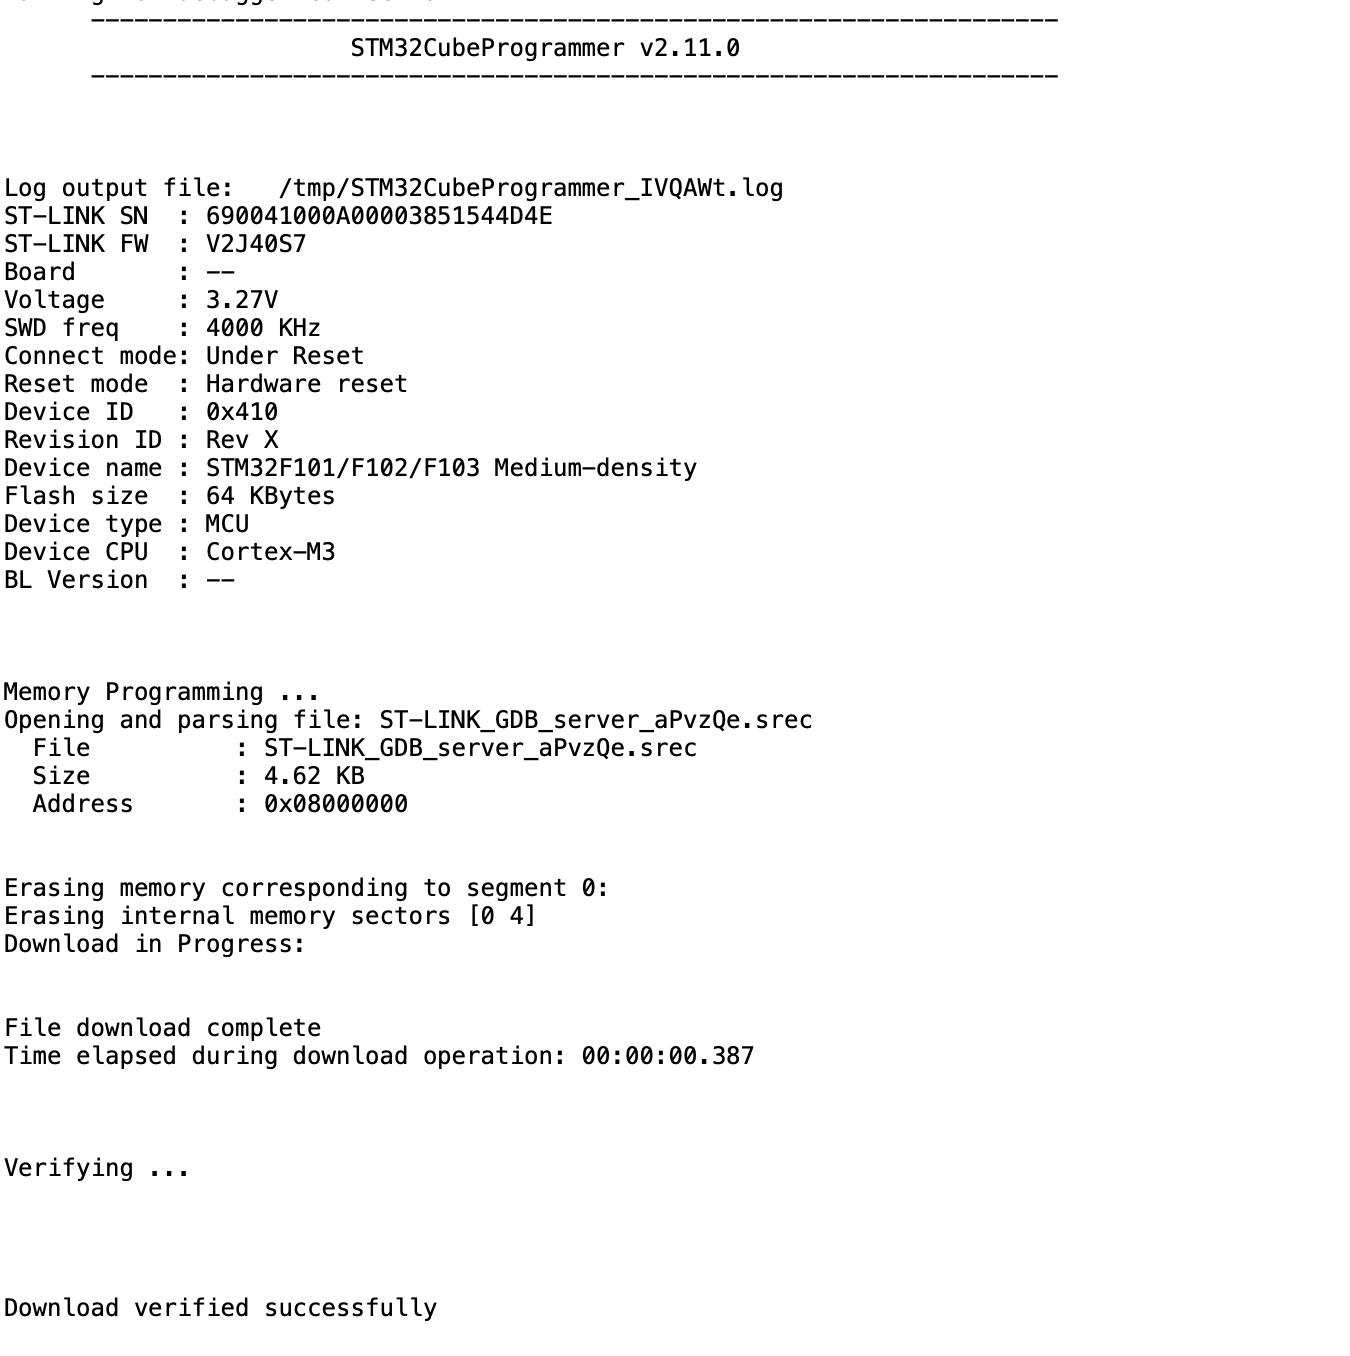 STM32CubeProgrammer v2.11.0
Log output file:   /tmp/STM32CubeProgrammer_IVQAWt.log
ST-LINK SN  : 690041000A00003851544D4E
ST-LINK FW  : V2J40S7
Board       : --
Voltage     : 3.27V
SWD freq    : 4000 KHz
Connect mode: Under Reset
Reset mode  : Hardware reset
Device ID   : 0x410
Revision ID : Rev X
Device name : STM32F101/F102/F103 Medium-density
Flash size  : 64 KBytes
Device type : MCU
Device CPU  : Cortex-M3
BL Version  : --
Memory Programming ...
Opening and parsing file: ST-LINK_GDB_server_aPvzQe.srec
  File          : ST-LINK_GDB_server_aPvzQe.srec
  Size          : 4.62 KB
  Address       : 0x08000000
Erasing memory corresponding to segment 0:
Erasing internal memory sectors [0 4]
Download in Progress:
File download complete
Time elapsed during download operation: 00:00:00.387
Verifying ...
Download verified successfully